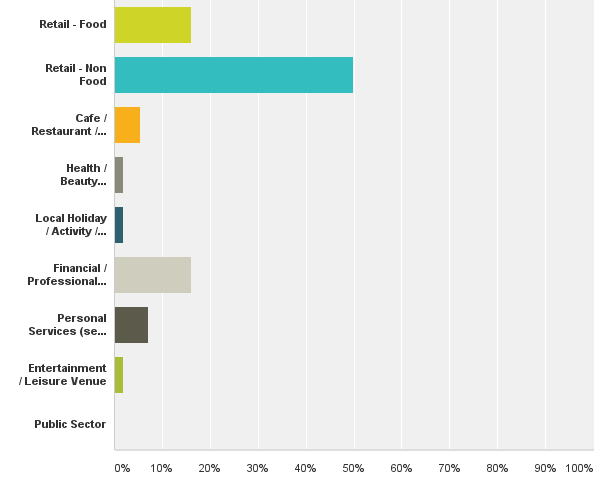 Retail - Food
Retail - Non
Food
Cafe /
Restaurant /...
Health /
Beauty...
Local Holiday
/ Activity /...
Financial /
Professional...
Personal
Services (se...
Entertainment
/ Leisure Venue
Public Sector
0% 10% 20% 30% 40% 50% 60% 70% 80% 90% 100%